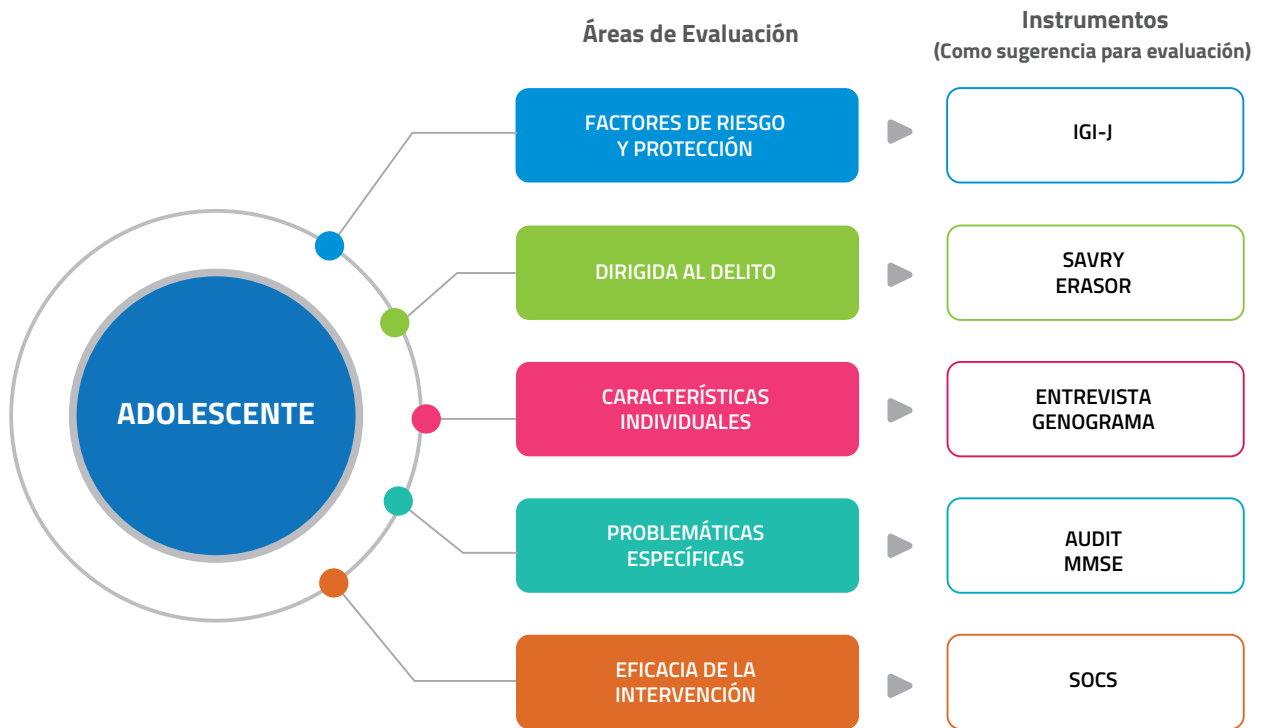 Áreas de Evaluación
Instrumentos
(Como sugerencia para evaluación)
ADOLESCENTE
FACTORES DE RIESGO
Y PROTECCIÓN
IGI-J
DIRIGIDA AL DELITO
SAVRY
ERASOR
CARACTERÍSTICAS
INDIVIDUALES
ENTREVISTA
GENOGRAMA
PROBLEMÁTICAS
ESPECÍFICAS
AUDIT
MMSE
EFICACIA DE LA
INTERVENCIÓN
SOCS